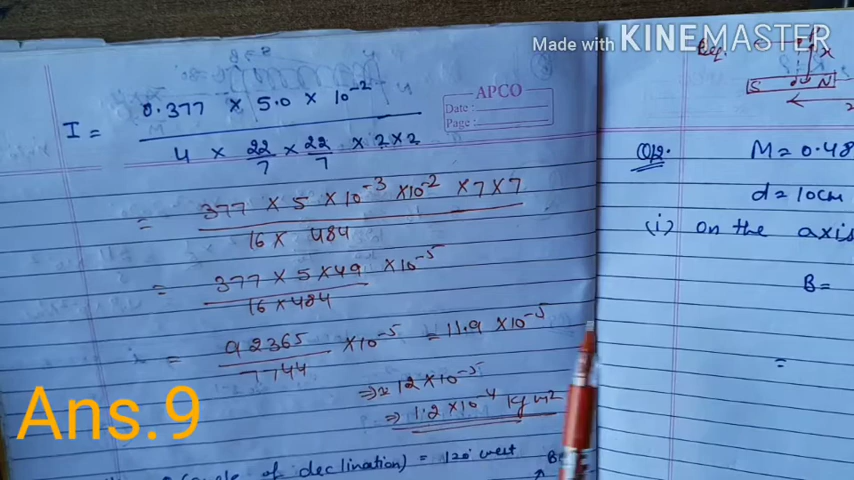 Made with KINEMASTER
APCO
Date:
Page:
I = 0.377 × 5.0 × 10⁻²
4 × 22/7 × 22/7 × 2 × 2
= 377 × 5 × 10⁻³ × 10⁻² × 7 × 7
16 × 484
= 377 × 5 × 49 × 10⁻⁵
16 × 484
= 92365 × 10⁻⁵ = 11.9 × 10⁻⁵
7744
⇒ ≈ 12 × 10⁻⁵
⇒ 1.2 × 10⁻⁴ kg m²
Ans.9
of declination) = 12° west
S N
x
Q12. M = 0.48
d = 10cm
(i) on the axis
B =
=